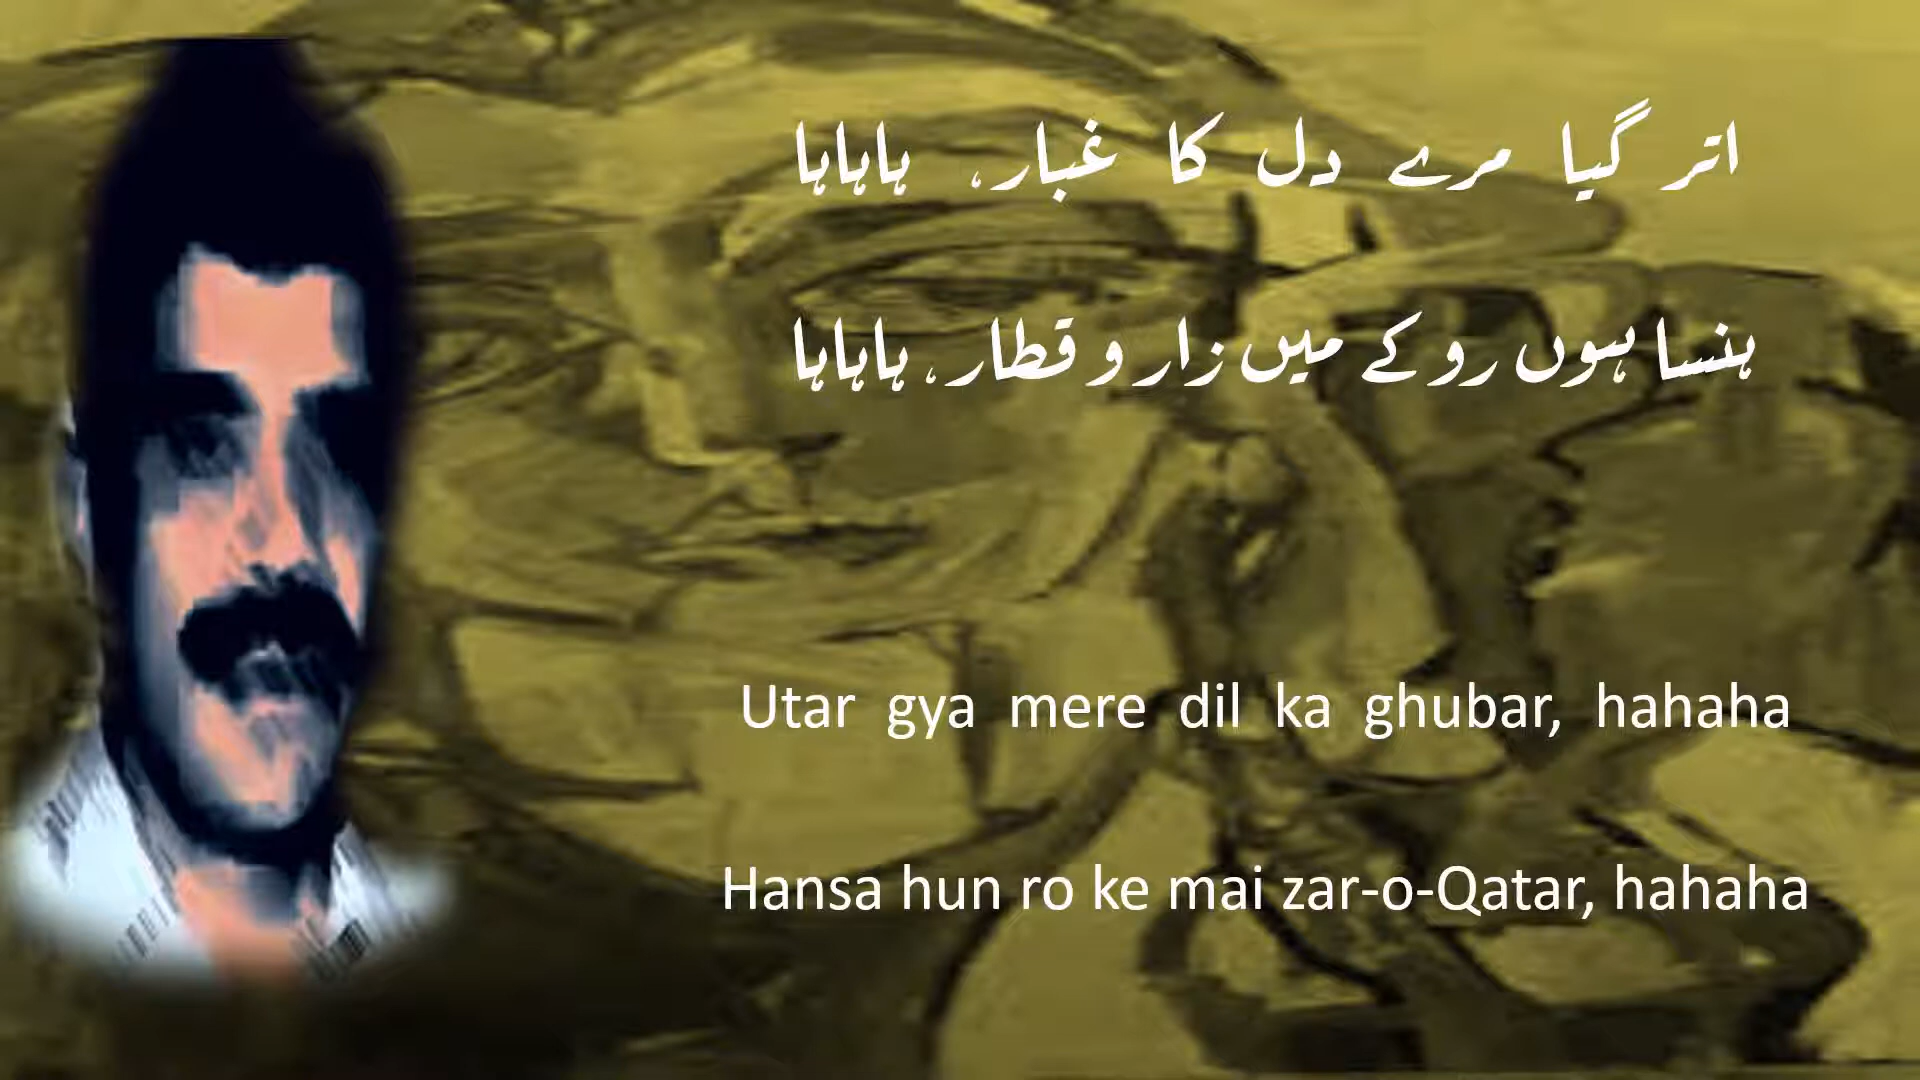 اتر گیا مرے دل کا غبار، ہاہاہا
ہنسا ہوں رو کے میں زار و قطار، ہاہاہا
Utar gya mere dil ka ghubar, hahaha
Hansa hun ro ke mai zar-o-Qatar, hahaha